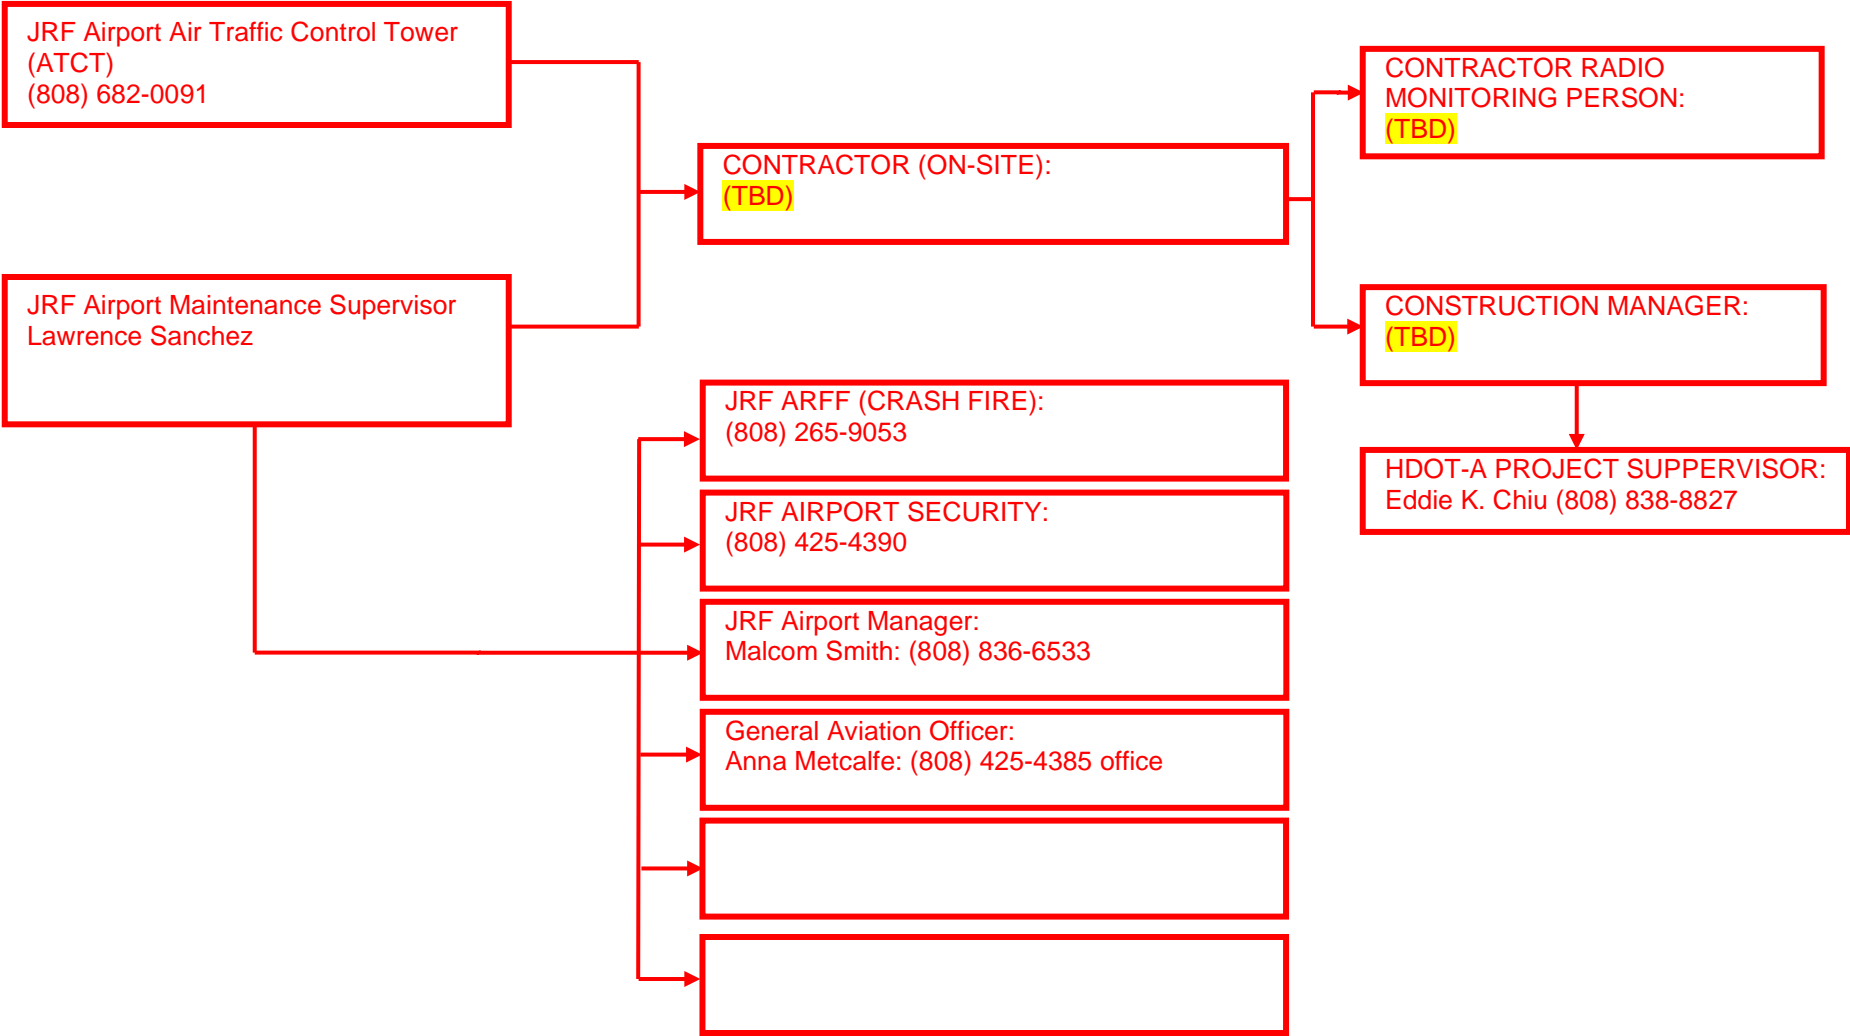 JRF Airport Air Traffic Control Tower
(ATCT)
(808) 682-0091
JRF Airport Maintenance Supervisor
Lawrence Sanchez
CONTRACTOR (ON-SITE):
(TBD)
JRF ARFF (CRASH FIRE):
(808) 265-9053
JRF AIRPORT SECURITY:
(808) 425-4390
JRF Airport Manager:
Malcom Smith: (808) 836-6533
General Aviation Officer:
Anna Metcalfe: (808) 425-4385 office
CONTRACTOR RADIO
MONITORING PERSON:
(TBD)
CONSTRUCTION MANAGER:
(TBD)
HDOT-A PROJECT SUPPERVISOR:
Eddie K. Chiu (808) 838-8827